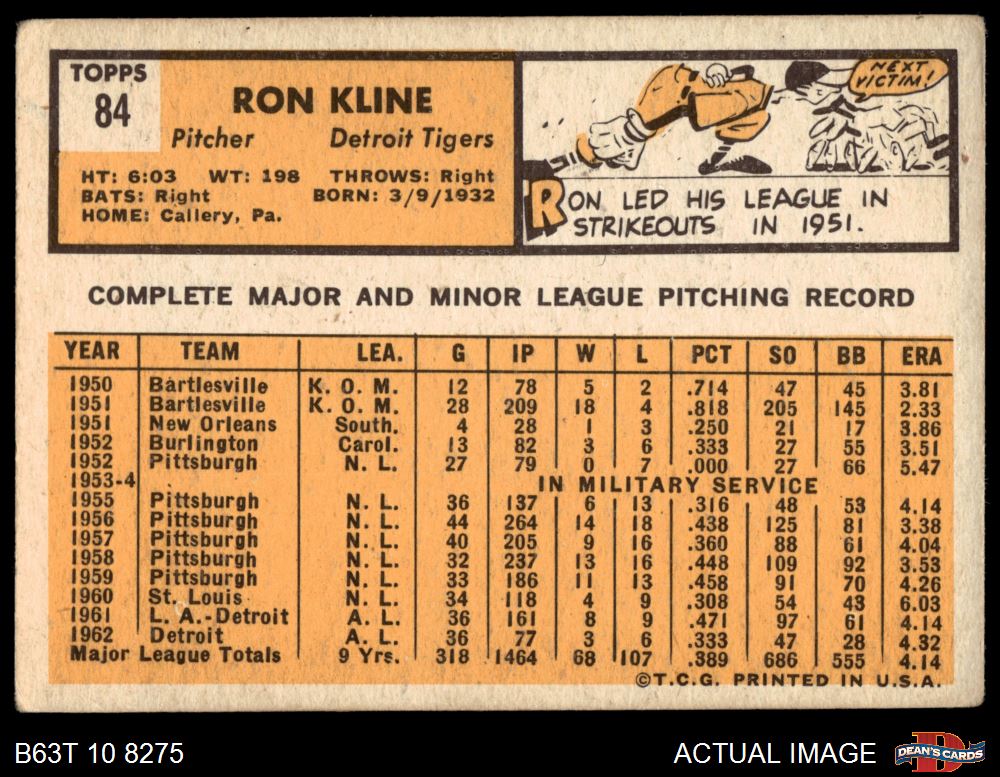 TOPPS
84
RON KLINE
Pitcher Detroit Tigers
HT: 6:03 WT: 198 THROWS: Right
BATS: Right BORN: 3/9/1932
HOME: Callery, Pa.
NEXT
VICTIM!
RON LED HIS LEAGUE IN
STRIKEOUTS IN 1951.
COMPLETE MAJOR AND MINOR LEAGUE PITCHING RECORD
YEAR TEAM LEA. G IP W L PCT SO BB ERA
1950 Bartlesville K. O. M. 12 78 5 2 .714 47 45 3.81
1951 Bartlesville K. O. M. 28 209 18 4 .818 205 145 2.33
1951 New Orleans South. 4 28 1 3 .250 21 17 3.86
1952 Burlington Carol. 13 82 3 6 .333 27 55 3.51
1952 Pittsburgh N. L. 27 79 0 7 .000 27 66 5.47
1953-4 IN MILITARY SERVICE
1955 Pittsburgh N. L. 36 137 6 13 .316 48 53 4.14
1956 Pittsburgh N. L. 44 264 14 18 .438 125 81 3.38
1957 Pittsburgh N. L. 40 205 9 16 .360 88 61 4.04
1958 Pittsburgh N. L. 32 237 13 16 .448 109 92 3.53
1959 Pittsburgh N. L. 33 186 11 13 .458 91 70 4.26
1960 St. Louis N. L. 34 118 4 9 .308 54 43 6.03
1961 L. A.-Detroit A. L. 36 161 8 9 .471 97 61 4.14
1962 Detroit A. L. 36 77 3 6 .333 47 28 4.32
Major League Totals 9 Yrs. 318 1464 68 107 .389 686 555 4.14
©T.C.G. PRINTED IN U.S.A.
B63T 10 8275 ACTUAL IMAGE
D
DEAN'S CARDS